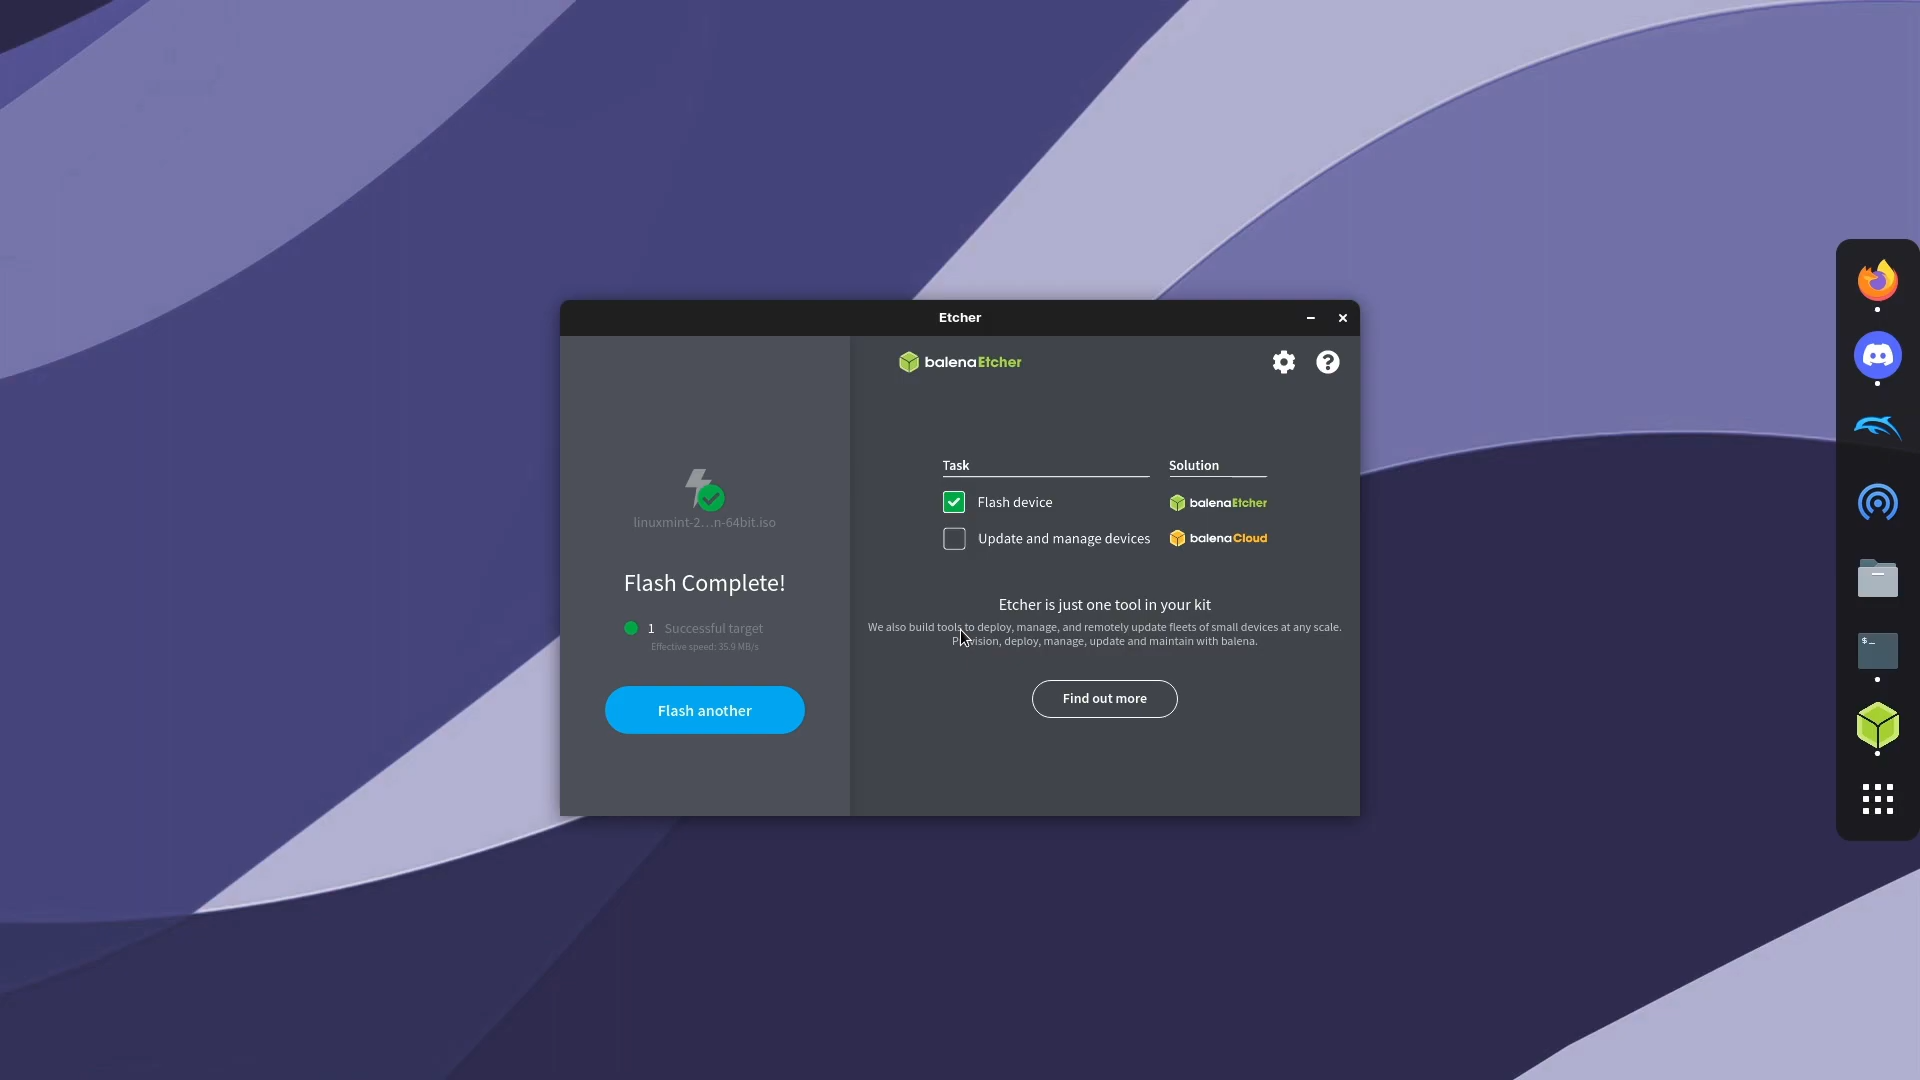 Etcher
balenaEtcher
linuxmint-2...n-64bit.iso
Flash Complete!
1 Successful target
Effective speed: 35.9 MB/s
Flash another
Task Solution
Flash device balenaEtcher
Update and manage devices balenaCloud
Etcher is just one tool in your kit
We also build tools to deploy, manage, and remotely update fleets of small devices at any scale.
Provision, deploy, manage, update and maintain with balena.
Find out more
$_